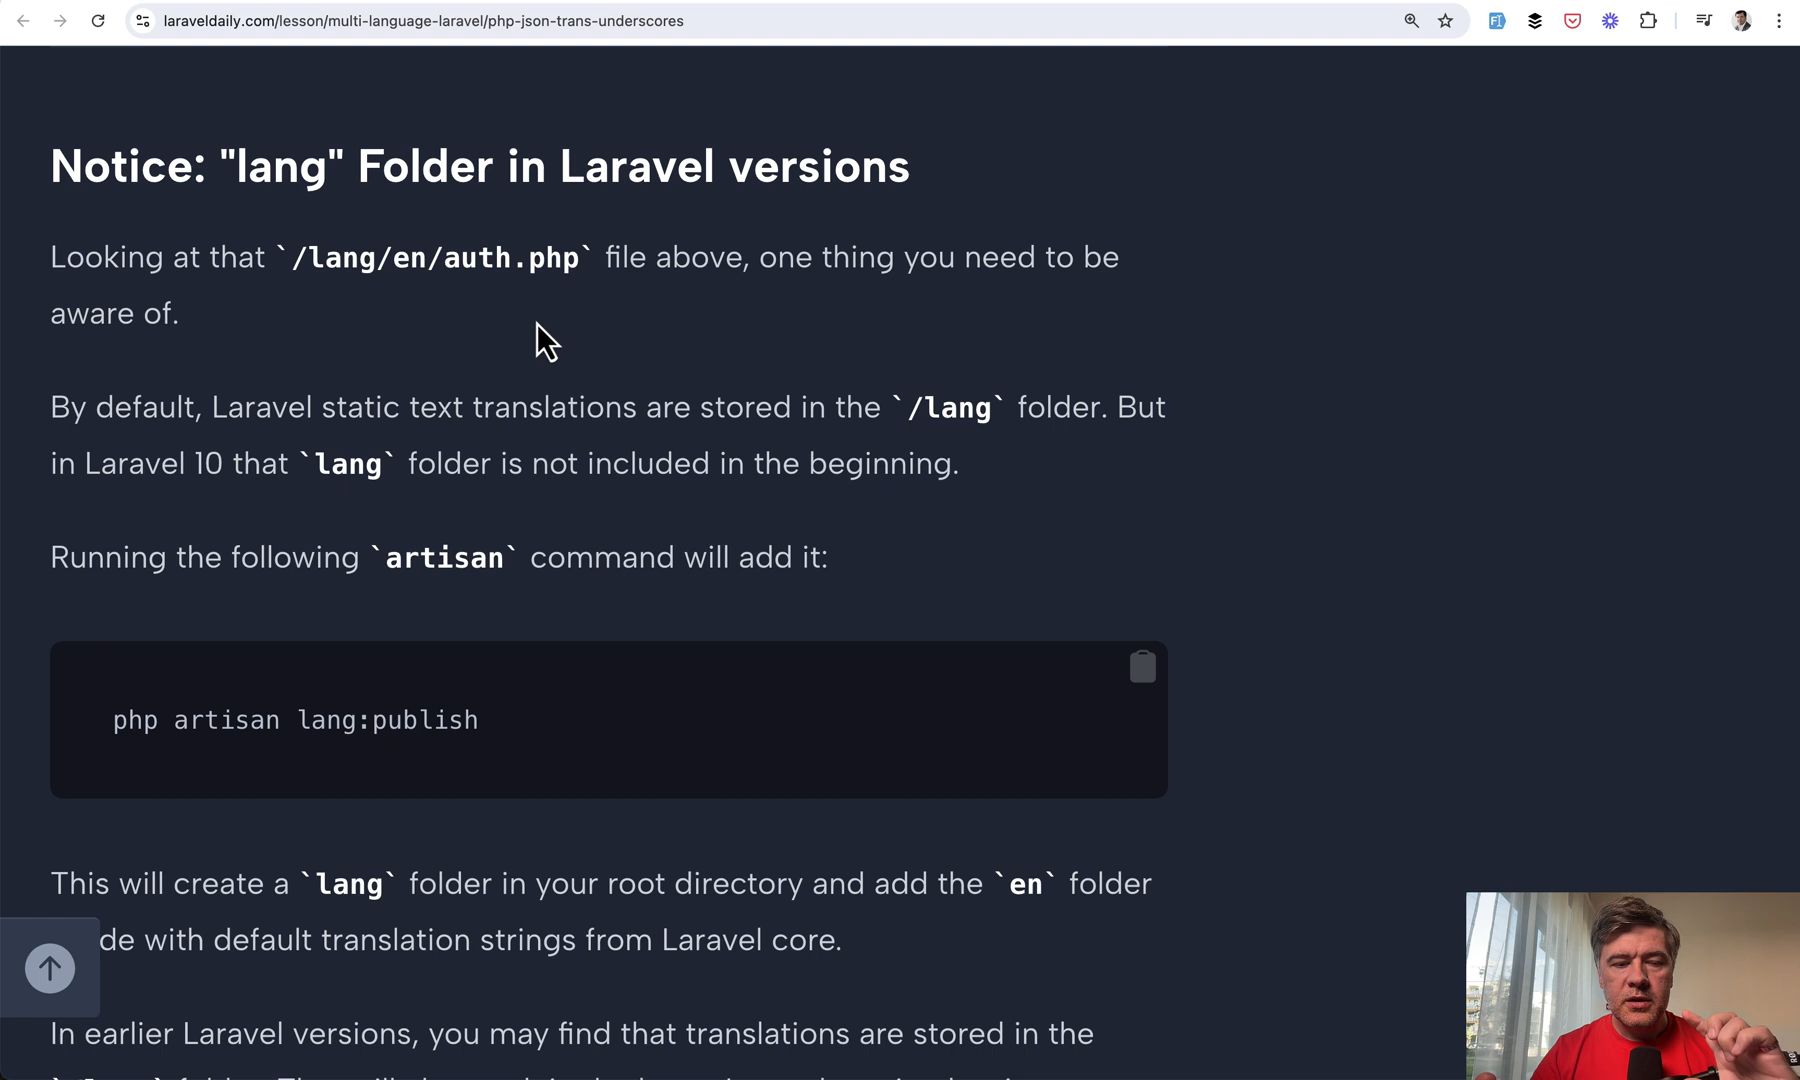 laraveldaily.com/lesson/multi-language-laravel/php-json-trans-underscores
Notice: "lang" Folder in Laravel versions
Looking at that `/lang/en/auth.php` file above, one thing you need to be
aware of.
By default, Laravel static text translations are stored in the `/lang` folder. But
in Laravel 10 that `lang` folder is not included in the beginning.
Running the following `artisan` command will add it:
php artisan lang:publish
This will create a `lang` folder in your root directory and add the `en` folder
de with default translation strings from Laravel core.
In earlier Laravel versions, you may find that translations are stored in the